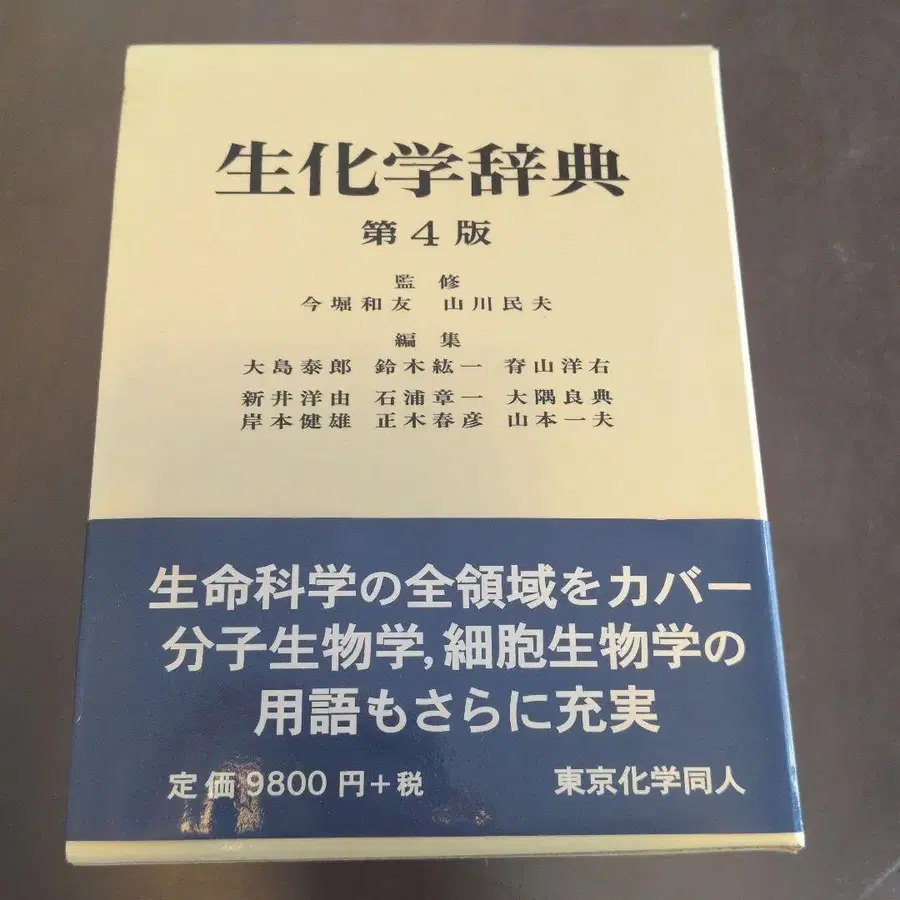 生化学辞典
第4版
監修
今堀和友 山川民夫
編集
大島泰郎 鈴木紘一 脊山洋右
新井洋由 石浦章一 大隅良典
岸本健雄 正木春彦 山本一夫
生命科学の全領域をカバー
分子生物学,細胞生物学の
用語もさらに充実
定価9800円+税 東京化学同人